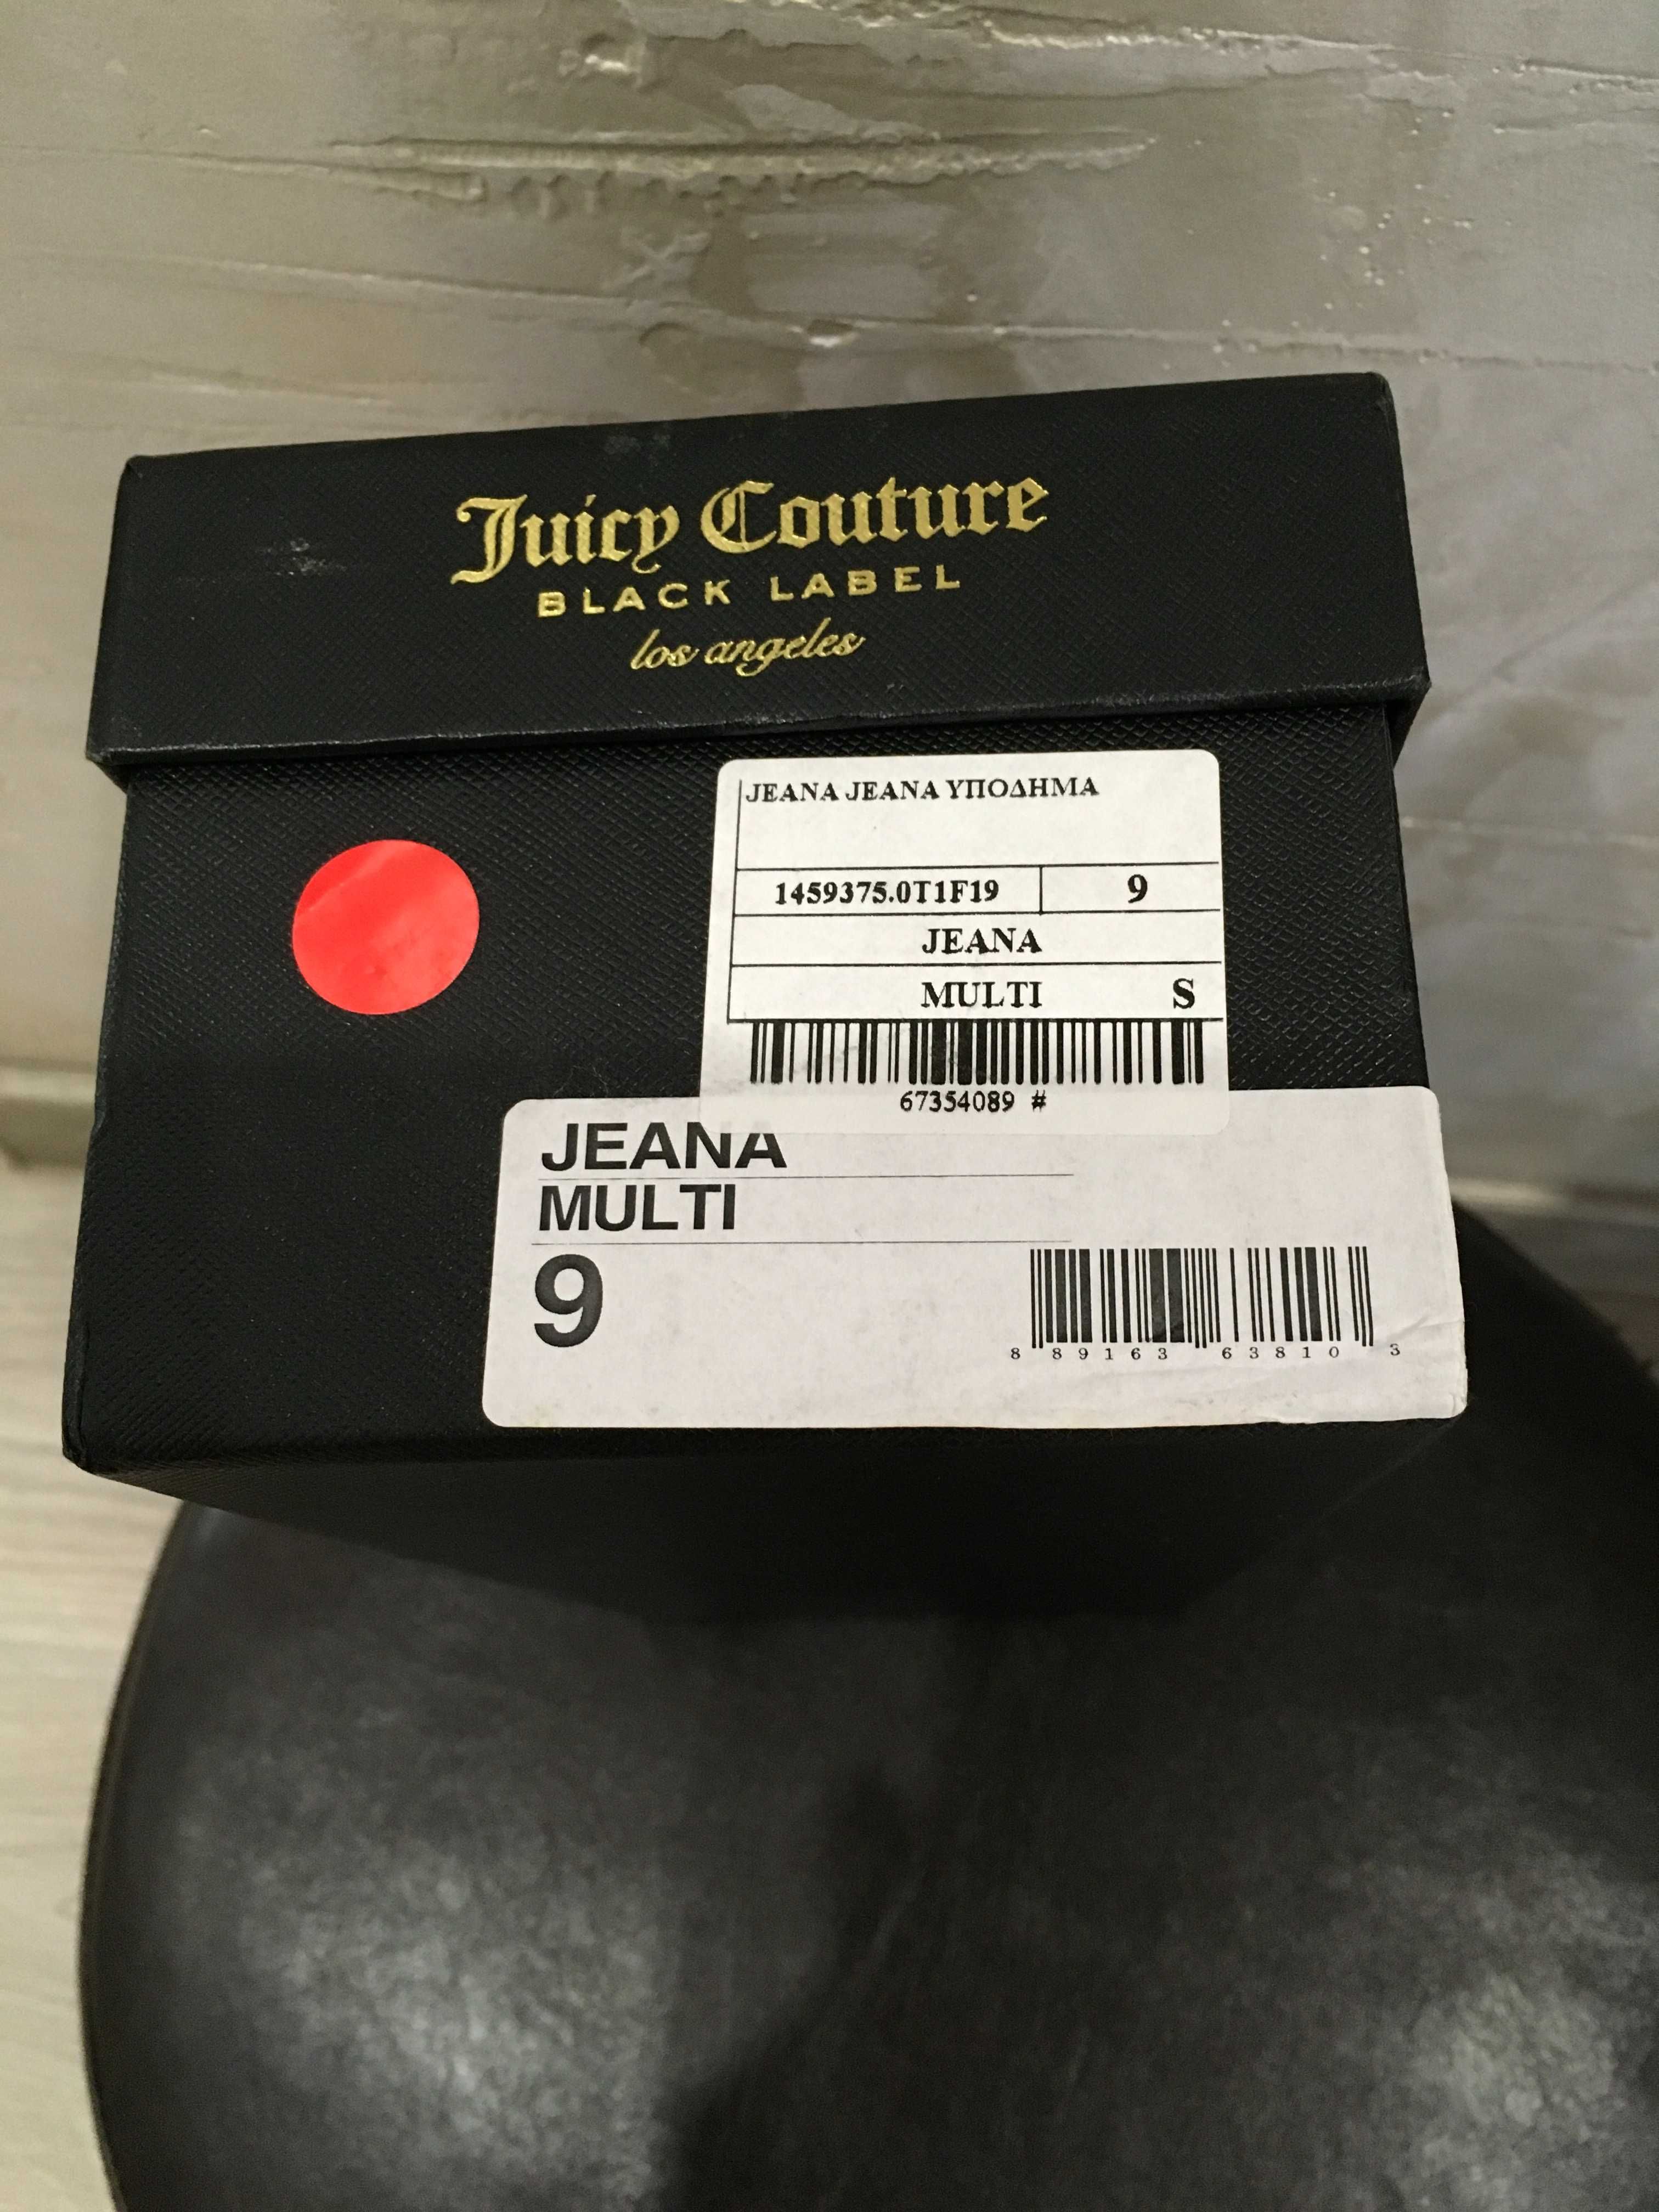 Juicy Couture
BLACK LABEL
los angeles
JEANA JEANA ΥΠΟΔΗΜΑ
1459375.0T1F19 9
JEANA
MULTI S
67354089 #
JEANA
MULTI
9
8 89163 63810 3